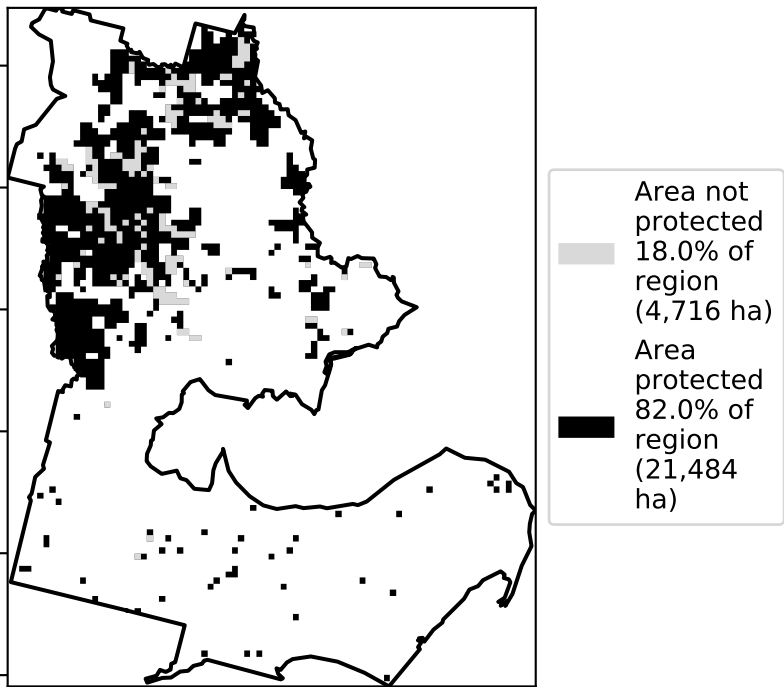 Area not
protected
18.0% of
region
(4,716 ha)
Area
protected
82.0% of
region
(21,484
ha)